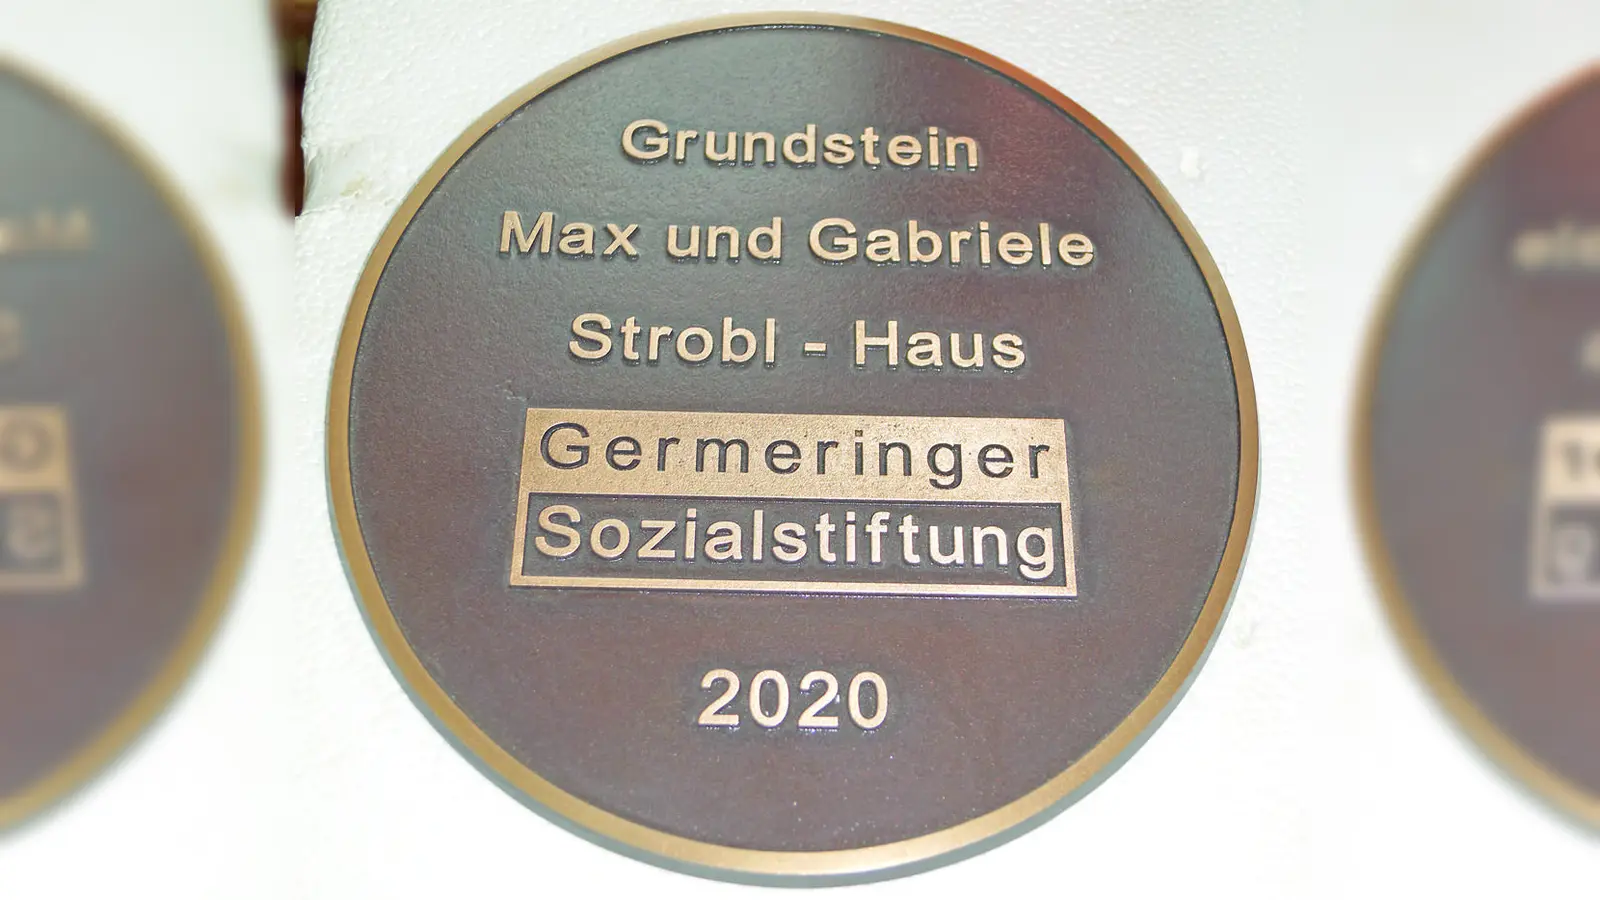 Grundstein
Max und Gabriele
Strobl - Haus
Germeringer
Sozialstiftung
2020